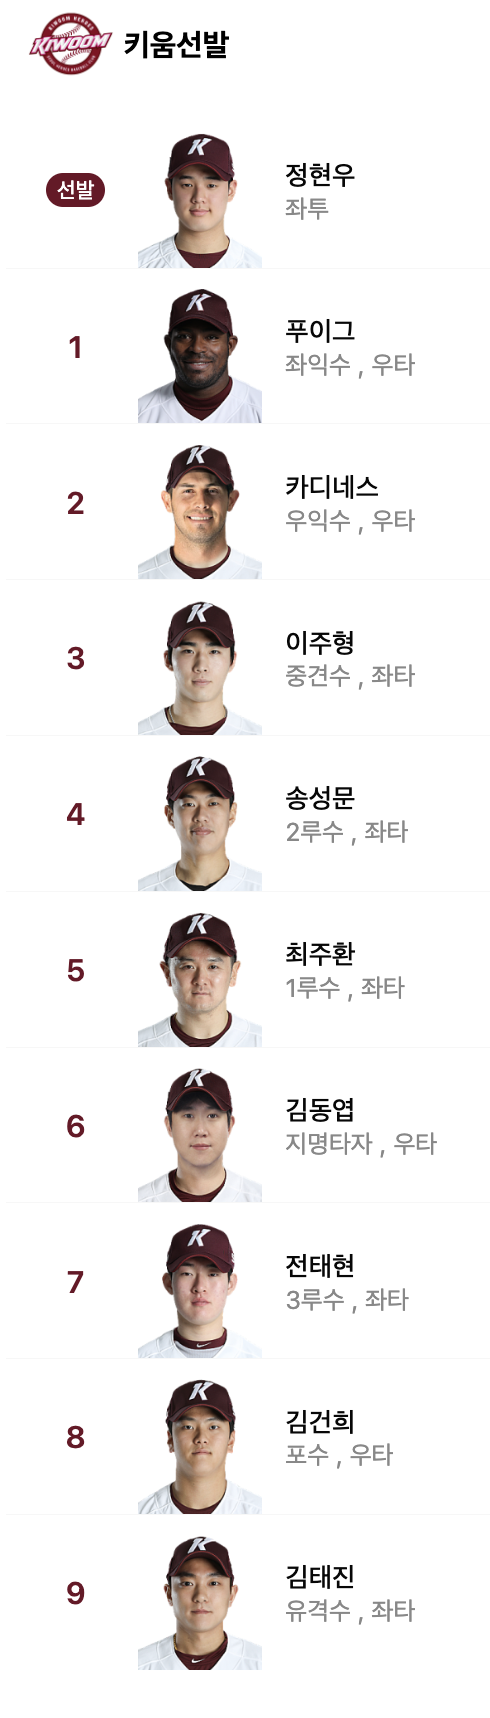 KIWOOM HEROES
KIWOOM
키움선발
선발
정현우
좌투
1
푸이그
좌익수 , 우타
2
카디네스
우익수 , 우타
3
이주형
중견수 , 좌타
4
송성문
2루수 , 좌타
5
최주환
1루수 , 좌타
6
김동엽
지명타자 , 우타
7
전태현
3루수 , 좌타
8
김건희
포수 , 우타
9
김태진
유격수 , 좌타